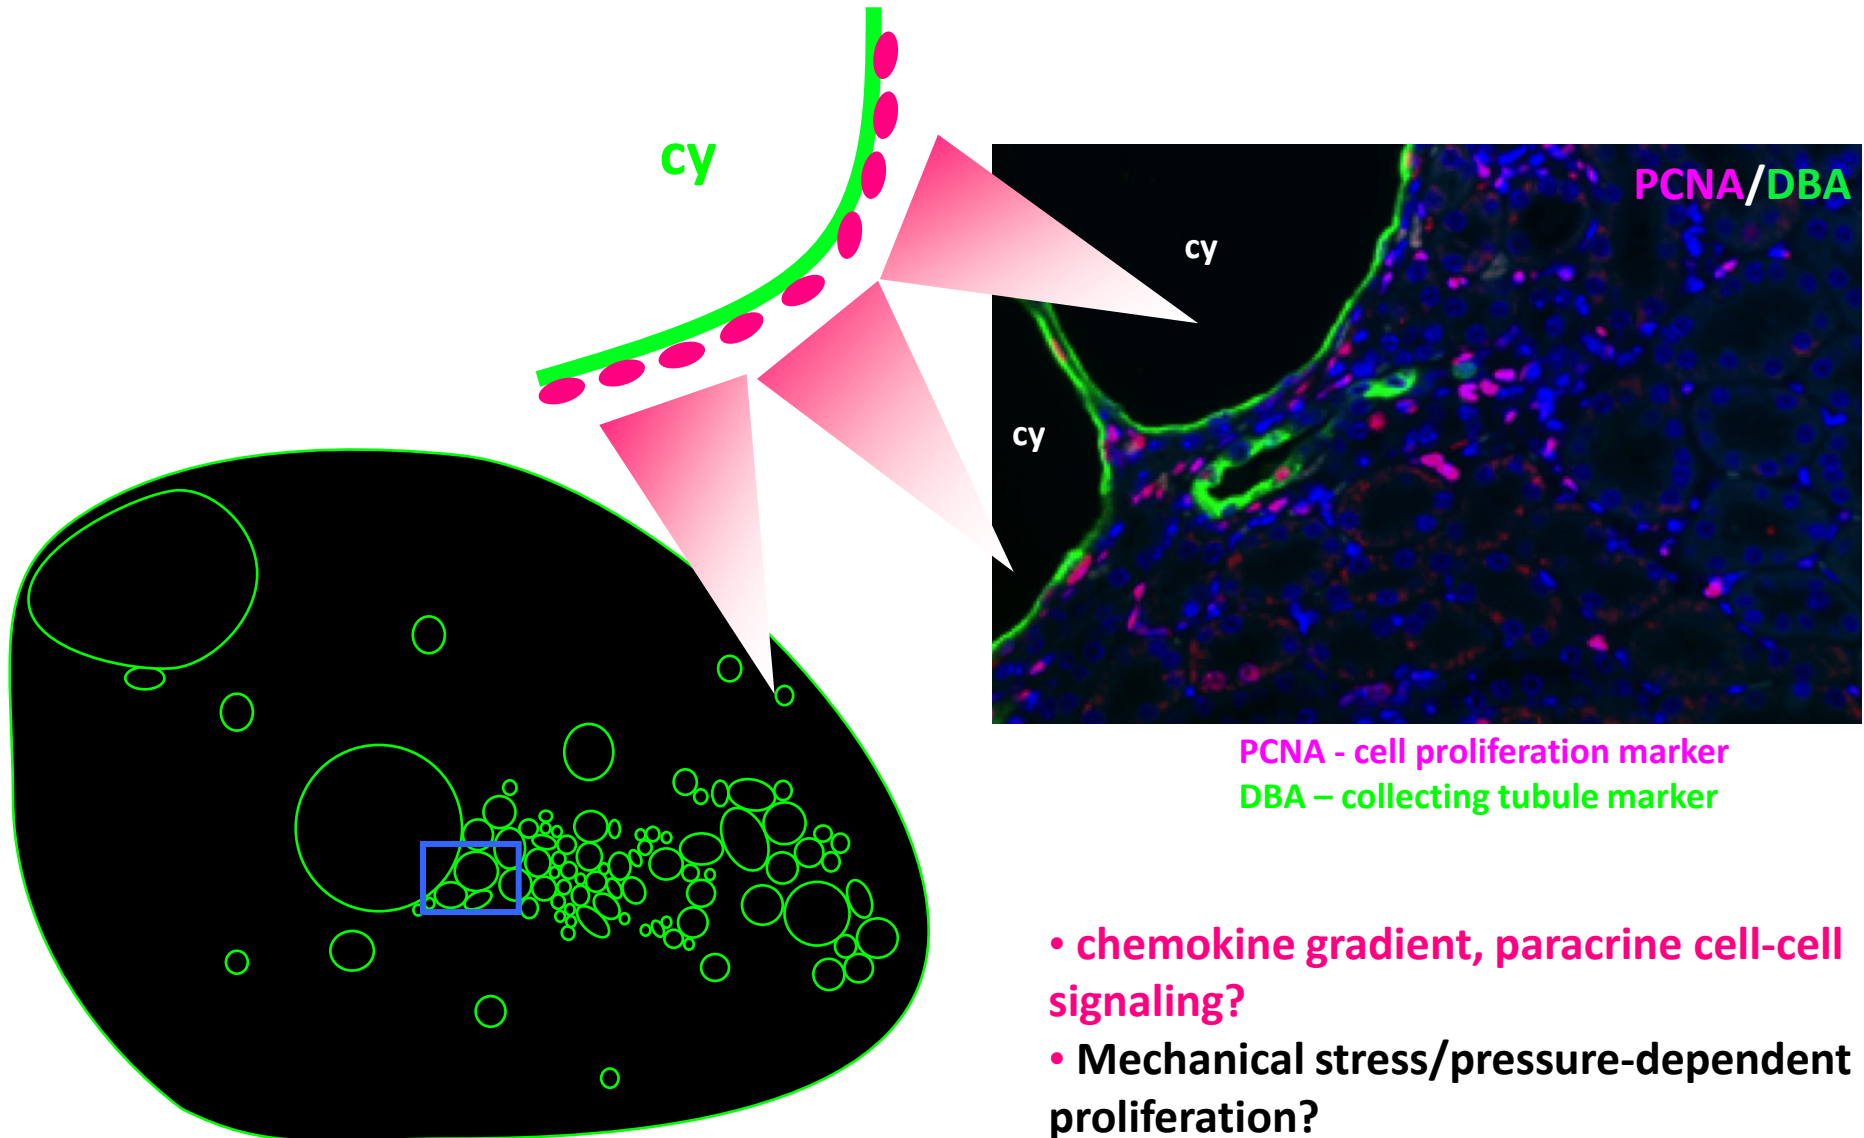 cy
PCNA/DBA
cy
cy
PCNA - cell proliferation marker
DBA – collecting tubule marker
• chemokine gradient, paracrine cell-cell
signaling?
• Mechanical stress/pressure-dependent
proliferation?